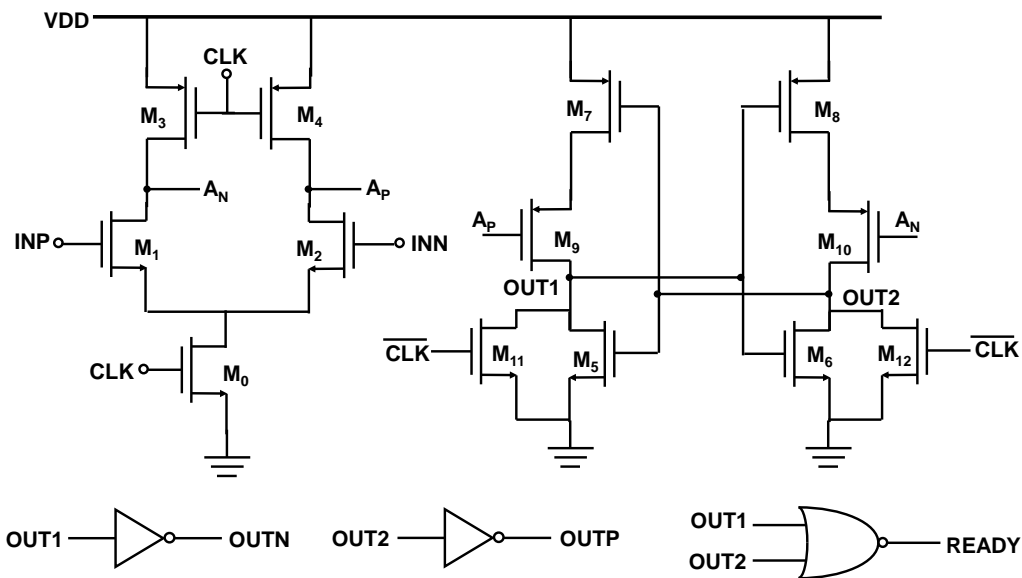 VDD
CLK
M3
M4
M7
M8
AN
AP
AP
AN
INP
M1
M2
INN
M9
M10
OUT1
OUT2
CLK
M0
CLK
M11
M5
M6
M12
CLK
OUT1
OUTN
OUT2
OUTP
OUT1
OUT2
READY